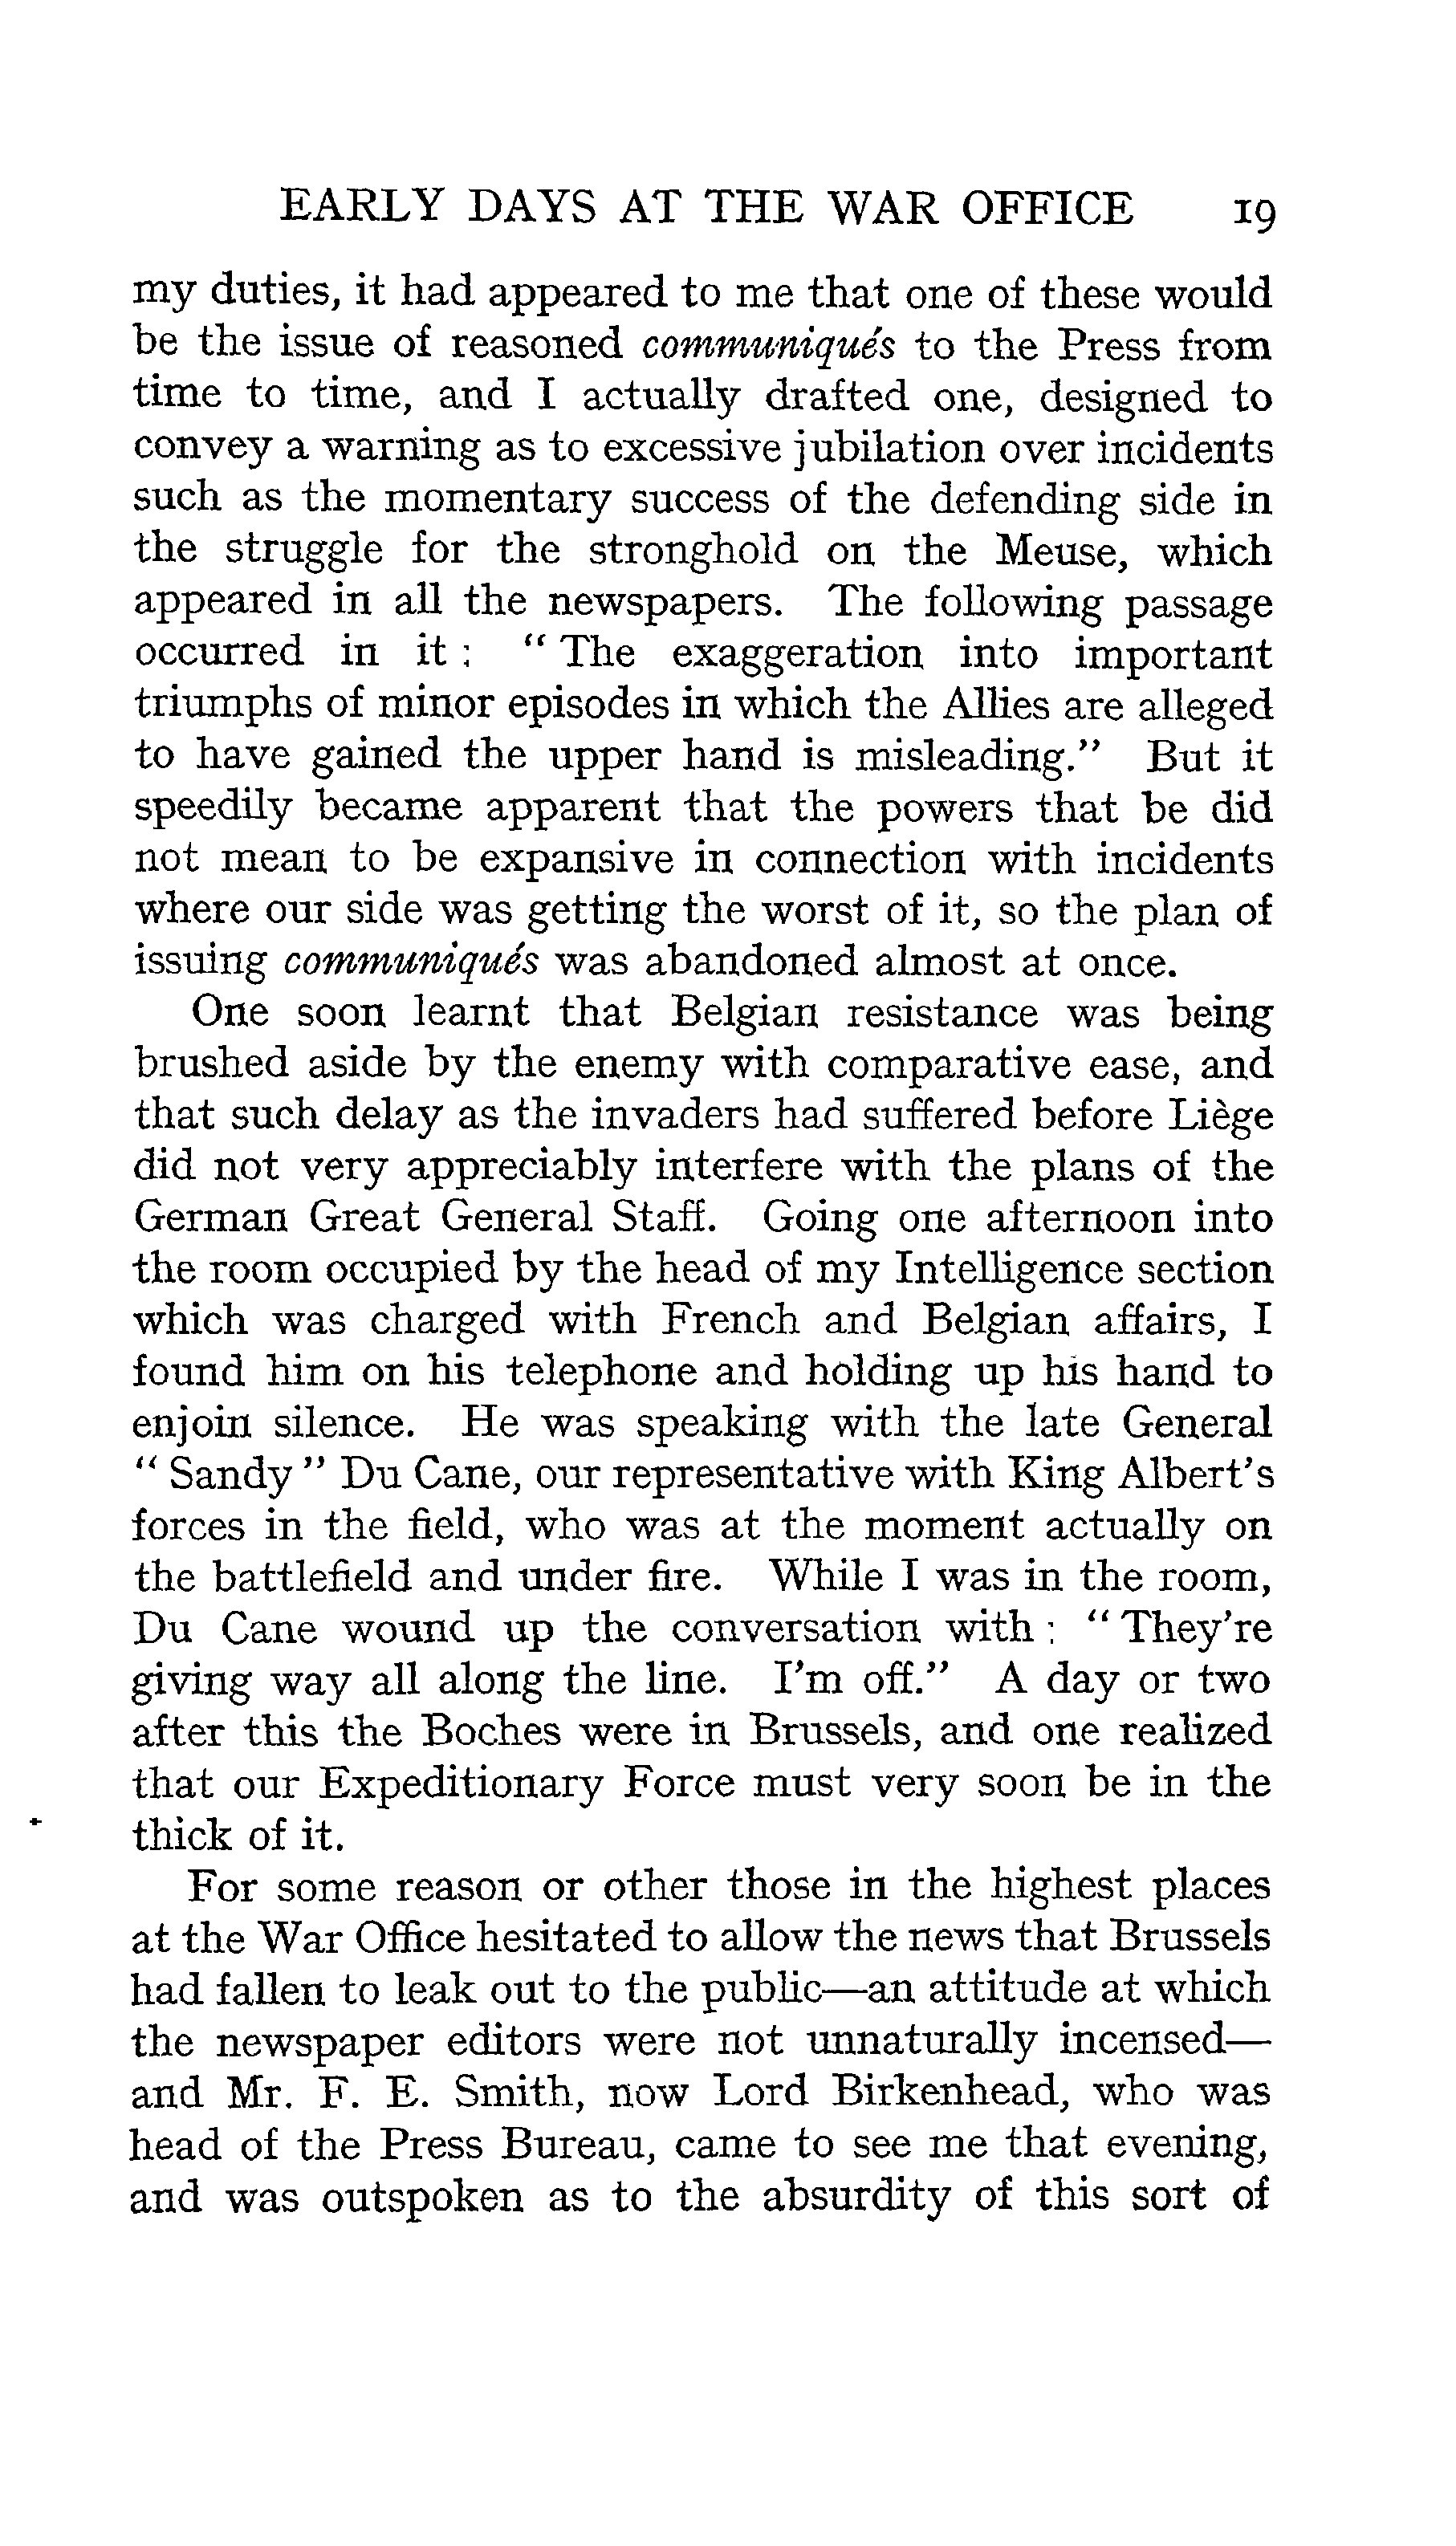 EARLY DAYS AT THE WAR OFFICE 19
my duties, it had appeared to me that one of these would
be the issue of reasoned communiqués to the Press from
time to time, and I actually drafted one, designed to
convey a warning as to excessive jubilation over incidents
such as the momentary success of the defending side in
the struggle for the stronghold on the Meuse, which
appeared in all the newspapers. The following passage
occurred in it : “ The exaggeration into important
triumphs of minor episodes in which the Allies are alleged
to have gained the upper hand is misleading.” But it
speedily became apparent that the powers that be did
not mean to be expansive in connection with incidents
where our side was getting the worst of it, so the plan of
issuing communiqués was abandoned almost at once.
One soon learnt that Belgian resistance was being
brushed aside by the enemy with comparative ease, and
that such delay as the invaders had suffered before Liège
did not very appreciably interfere with the plans of the
German Great General Staff. Going one afternoon into
the room occupied by the head of my Intelligence section
which was charged with French and Belgian affairs, I
found him on his telephone and holding up his hand to
enjoin silence. He was speaking with the late General
“ Sandy ” Du Cane, our representative with King Albert's
forces in the field, who was at the moment actually on
the battlefield and under fire. While I was in the room,
Du Cane wound up the conversation with : “ They're
giving way all along the line. I'm off.” A day or two
after this the Boches were in Brussels, and one realized
that our Expeditionary Force must very soon be in the
thick of it.
For some reason or other those in the highest places
at the War Office hesitated to allow the news that Brussels
had fallen to leak out to the public—an attitude at which
the newspaper editors were not unnaturally incensed—
and Mr. F. E. Smith, now Lord Birkenhead, who was
head of the Press Bureau, came to see me that evening,
and was outspoken as to the absurdity of this sort of